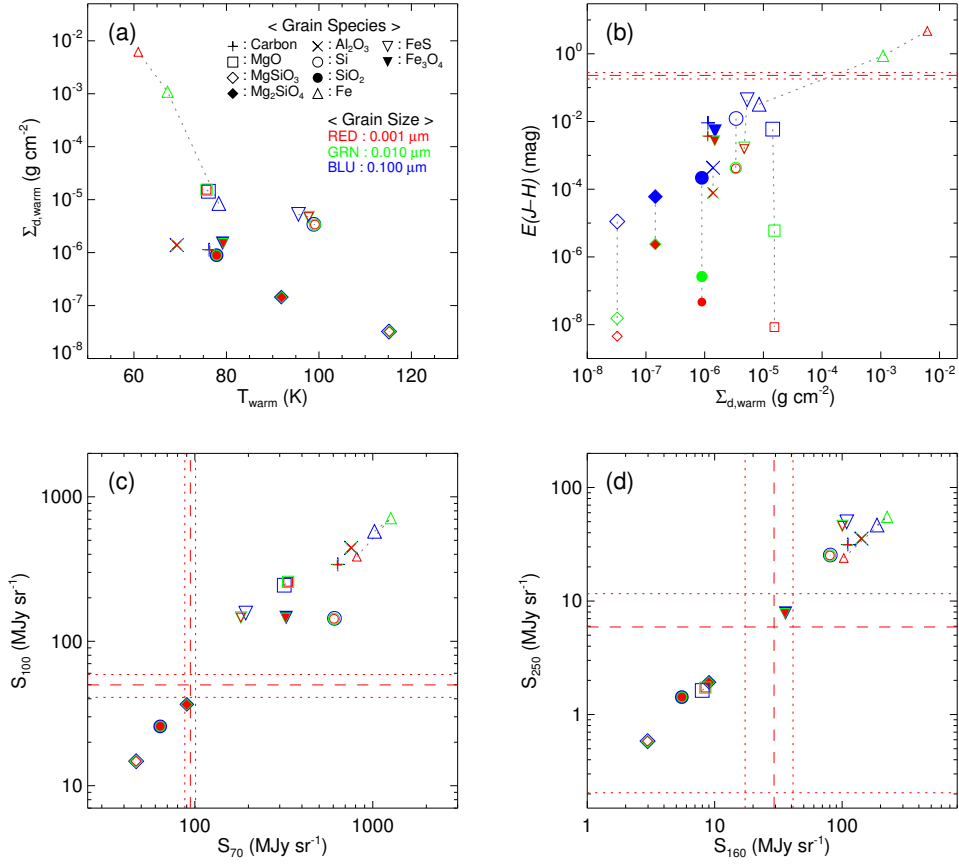 (a)
< Grain Species >
+ : Carbon × : Al₂O₃ ▽ : FeS
□ : MgO ○ : Si ▼ : Fe₃O₄
◇ : MgSiO₃ ● : SiO₂
◆ : Mg₂SiO₄ △ : Fe
< Grain Size >
RED : 0.001 μm
GRN : 0.010 μm
BLU : 0.100 μm
10⁻²
10⁻³
10⁻⁴
10⁻⁵
10⁻⁶
10⁻⁷
10⁻⁸
Σd,warm (g cm⁻²)
60 80 100 120
Twarm (K)
(b)
10⁰
10⁻²
10⁻⁴
10⁻⁶
10⁻⁸
E(J−H) (mag)
10⁻⁸ 10⁻⁷ 10⁻⁶ 10⁻⁵ 10⁻⁴ 10⁻³ 10⁻²
Σd,warm (g cm⁻²)
(c)
1000
100
10
S₁₀₀ (MJy sr⁻¹)
100 1000
S₇₀ (MJy sr⁻¹)
(d)
100
10
1
S₂₅₀ (MJy sr⁻¹)
1 10 100
S₁₆₀ (MJy sr⁻¹)